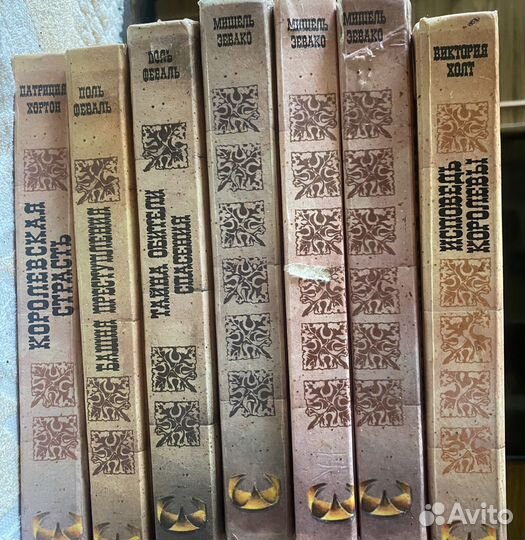 ПАТРИЦИЯ
ХОРТОН
КОРОЛЕВСКАЯ
СТРАСТЬ
ПОЛЬ
ФЕВАЛЬ
БАШНЯ ПРЕСТУПЛЕНИЯ
ПОЛЬ
ФЕВАЛЬ
ТАЙНА ОБИТЕЛИ
СПАСЕНИЯ
МИШЕЛЬ
ЗЕВАКО
МИШЕЛЬ
ЗЕВАКО
МИШЕЛЬ
ЗЕВАКО
ВИКТОРИЯ
ХОЛТ
ИСПОВЕДЬ
КОРОЛЕВЫ
Avito